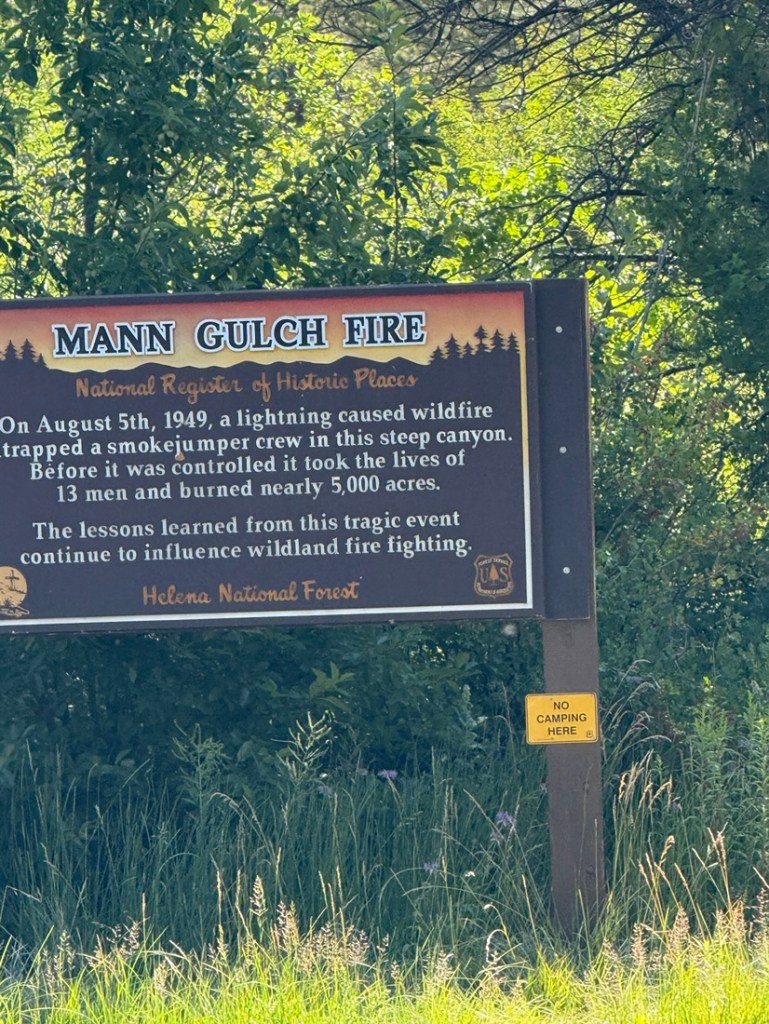 MANN GULCH FIRE
National Register of Historic Places
On August 5th, 1949, a lightning caused wildfire
trapped a smokejumper crew in this steep canyon.
Before it was controlled it took the lives of
13 men and burned nearly 5,000 acres.
The lessons learned from this tragic event
continue to influence wildland fire fighting.
Helena National Forest
U S
NO
CAMPING
HERE